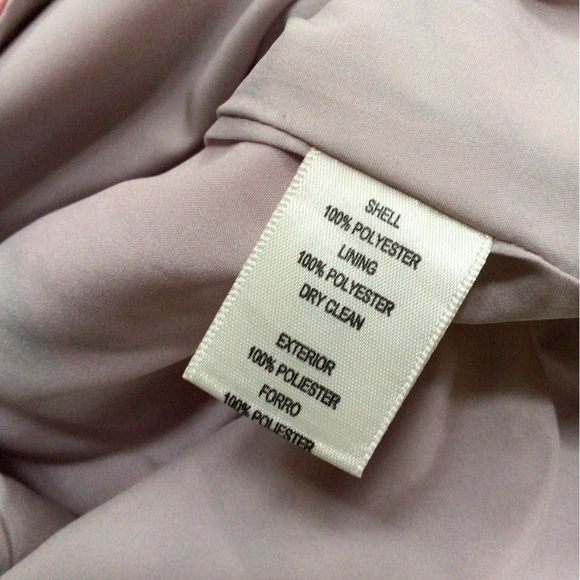 SHELL
100% POLYESTER
LINING
100% POLYESTER
DRY CLEAN
EXTERIOR
100% POLIESTER
FORRO
100% POLIESTER